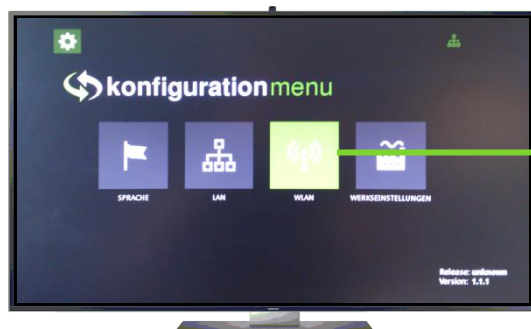 konfigurationmenu
SPRACHE LAN WLAN WERKSEINSTELLUNGEN
Release: unknown
Version: 1.1.1